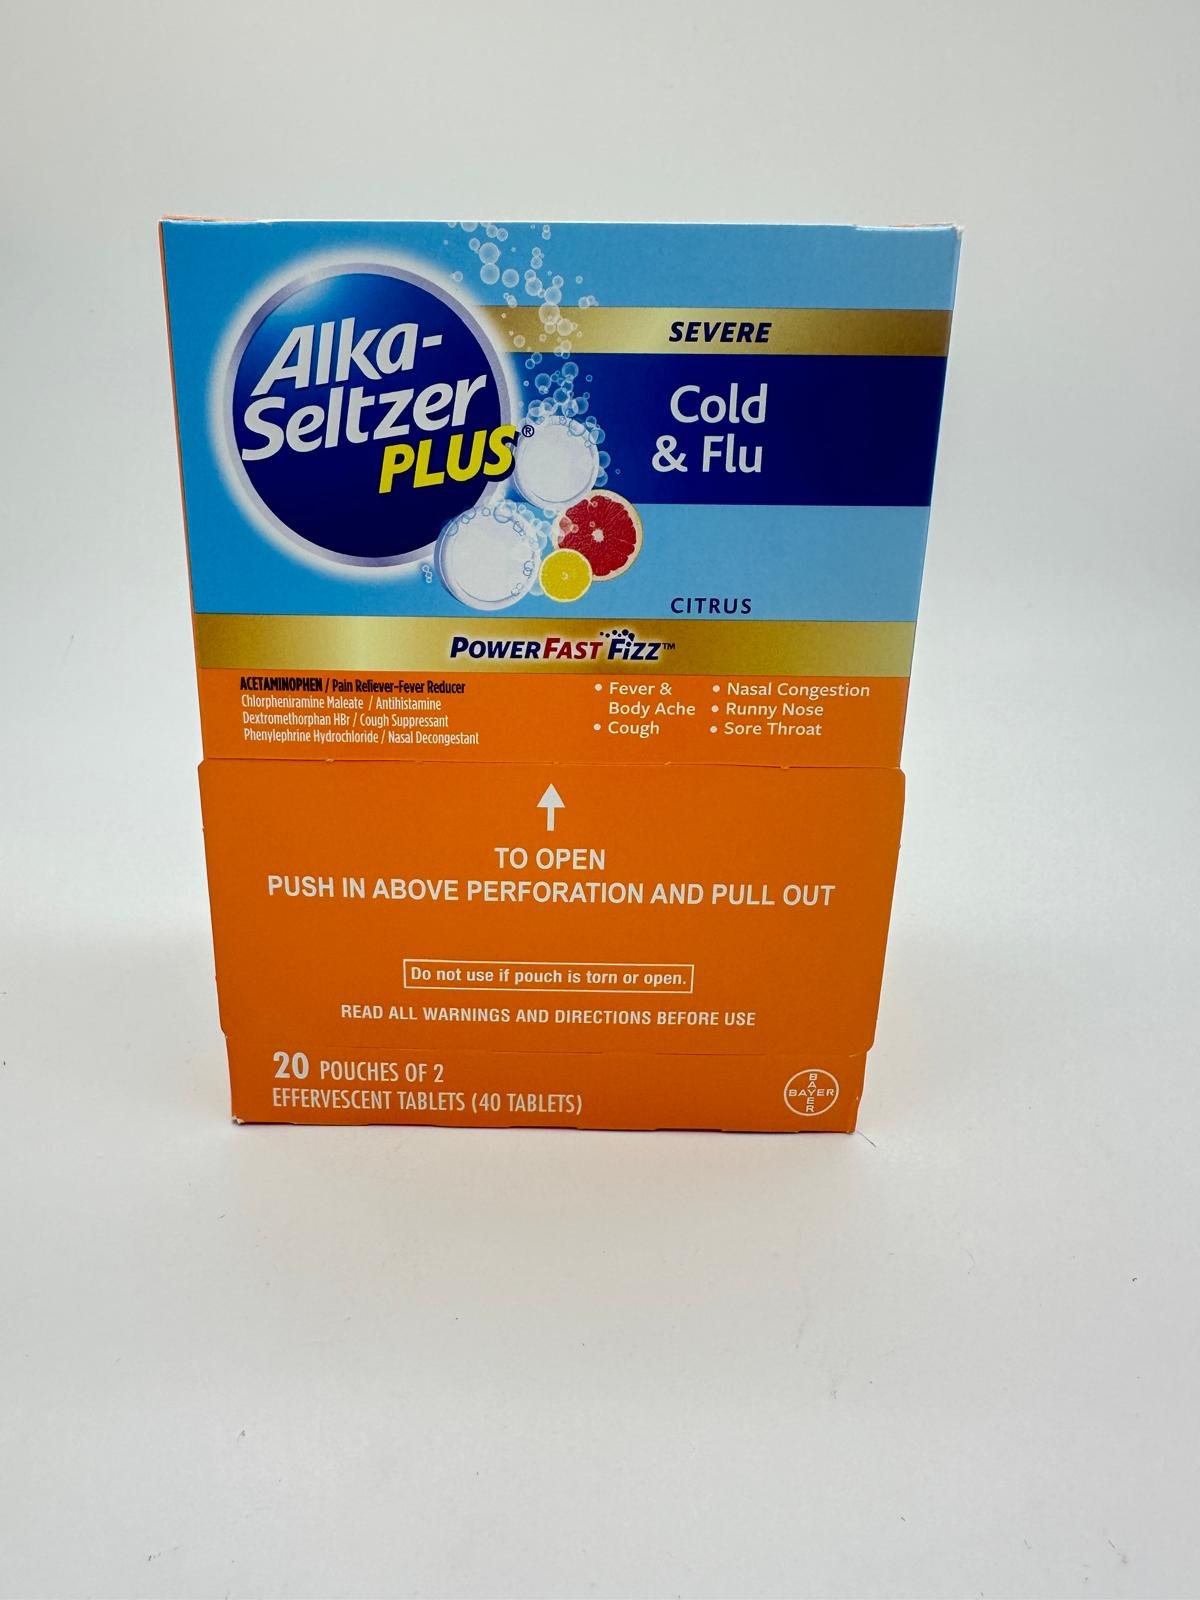 Alka-
Seltzer
PLUS®
SEVERE
Cold
& Flu
CITRUS
POWERFAST FIZZ™
ACETAMINOPHEN / Pain Reliever-Fever Reducer
Chlorpheniramine Maleate / Antihistamine
Dextromethorphan HBr / Cough Suppressant
Phenylephrine Hydrochloride / Nasal Decongestant
• Fever &
Body Ache
• Cough
• Nasal Congestion
• Runny Nose
• Sore Throat
TO OPEN
PUSH IN ABOVE PERFORATION AND PULL OUT
Do not use if pouch is torn or open.
READ ALL WARNINGS AND DIRECTIONS BEFORE USE
20 POUCHES OF 2
EFFERVESCENT TABLETS (40 TABLETS)
BAYER
BAYER